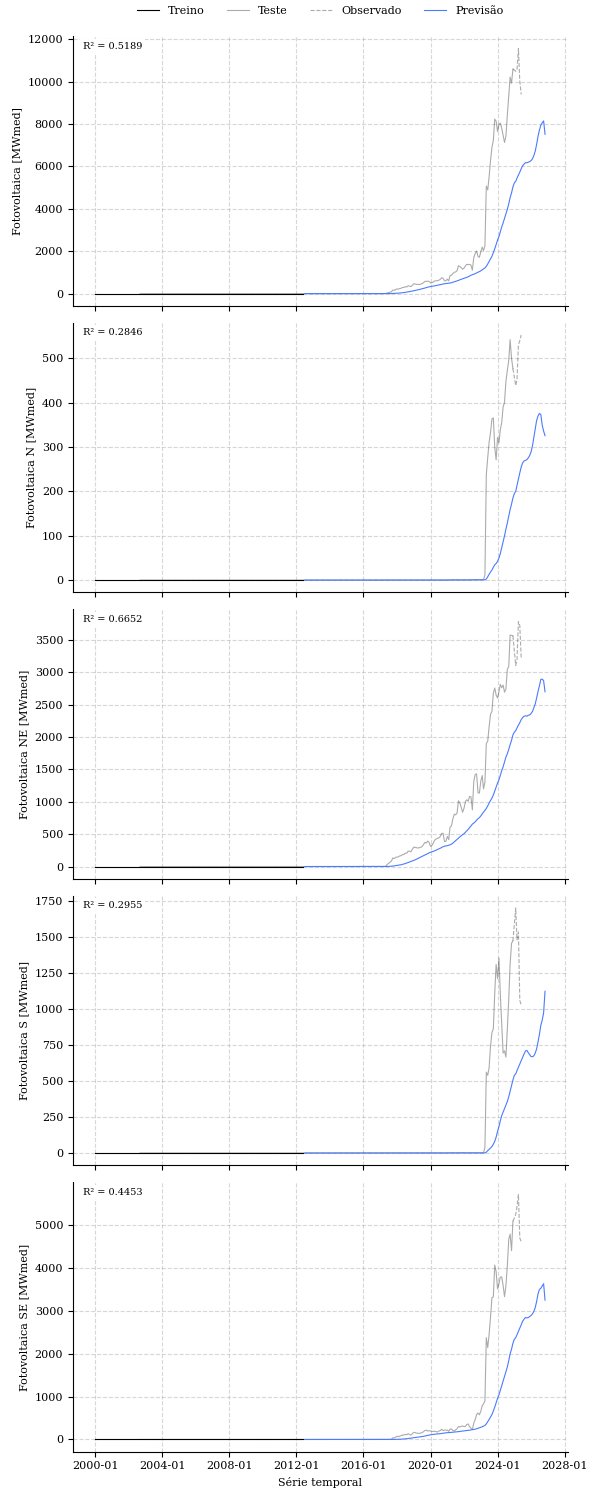 Treino Teste Observado Previsão
R² = 0.5189
Fotovoltaica [MWmed]
12000
10000
8000
6000
4000
2000
0
R² = 0.2846
Fotovoltaica N [MWmed]
500
400
300
200
100
0
R² = 0.6652
Fotovoltaica NE [MWmed]
3500
3000
2500
2000
1500
1000
500
0
R² = 0.2955
Fotovoltaica S [MWmed]
1750
1500
1250
1000
750
500
250
0
R² = 0.4453
Fotovoltaica SE [MWmed]
5000
4000
3000
2000
1000
0
2000-01 2004-01 2008-01 2012-01 2016-01 2020-01 2024-01 2028-01
Série temporal